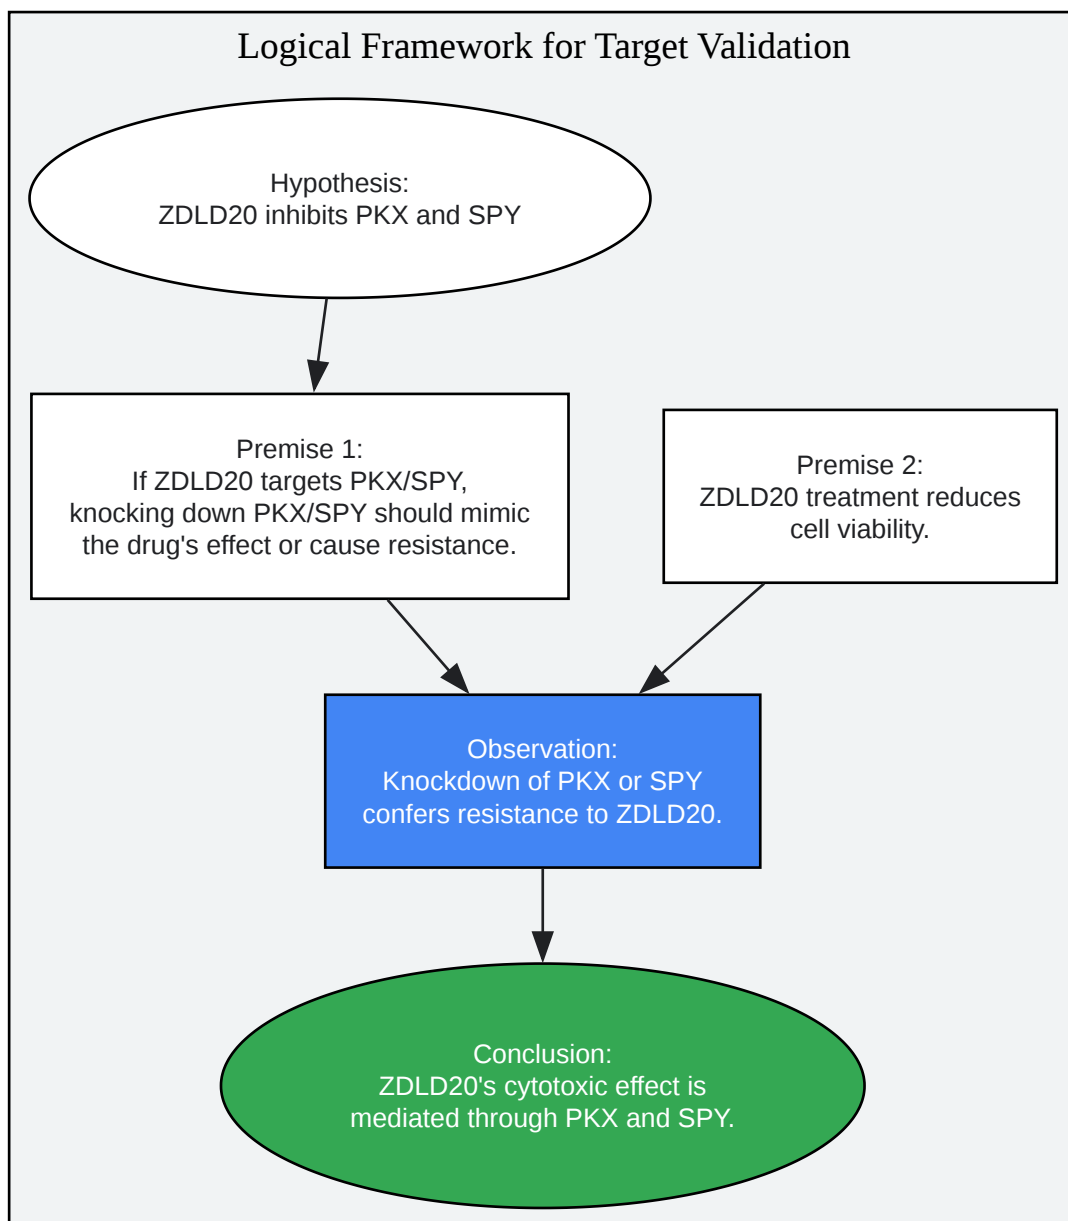 Logical Framework for Target Validation
Hypothesis:
ZDLD20 inhibits PKX and SPY
Premise 1:
If ZDLD20 targets PKX/SPY,
knocking down PKX/SPY should mimic
the drug's effect or cause resistance.
Premise 2:
ZDLD20 treatment reduces
cell viability.
Observation:
Knockdown of PKX or SPY
confers resistance to ZDLD20.
Conclusion:
ZDLD20's cytotoxic effect is
mediated through PKX and SPY.